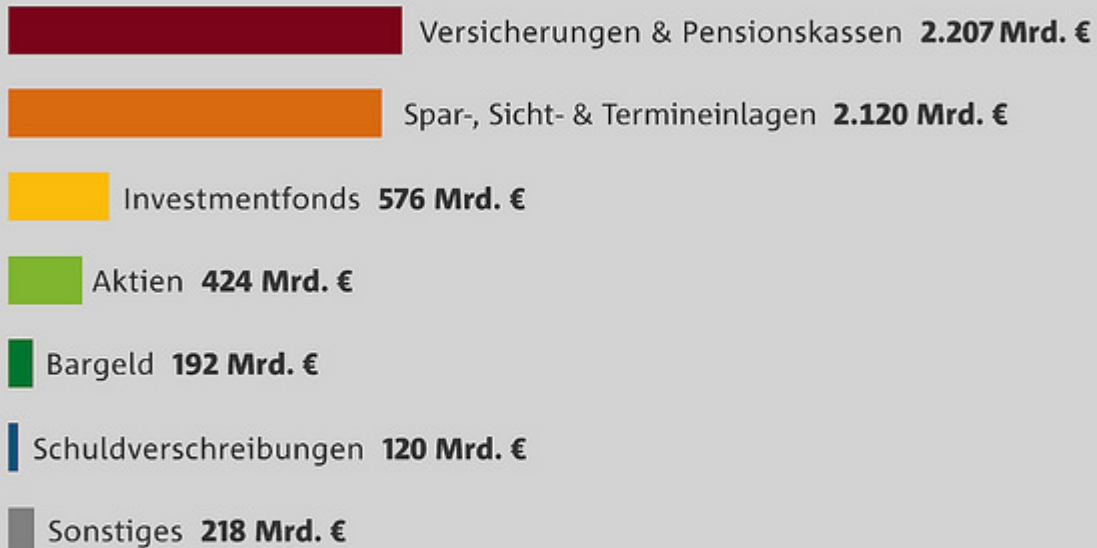 Versicherungen & Pensionskassen 2.207 Mrd. €
Spar-, Sicht- & Termineinlagen 2.120 Mrd. €
Investmentfonds 576 Mrd. €
Aktien 424 Mrd. €
Bargeld 192 Mrd. €
Schuldverschreibungen 120 Mrd. €
Sonstiges 218 Mrd. €